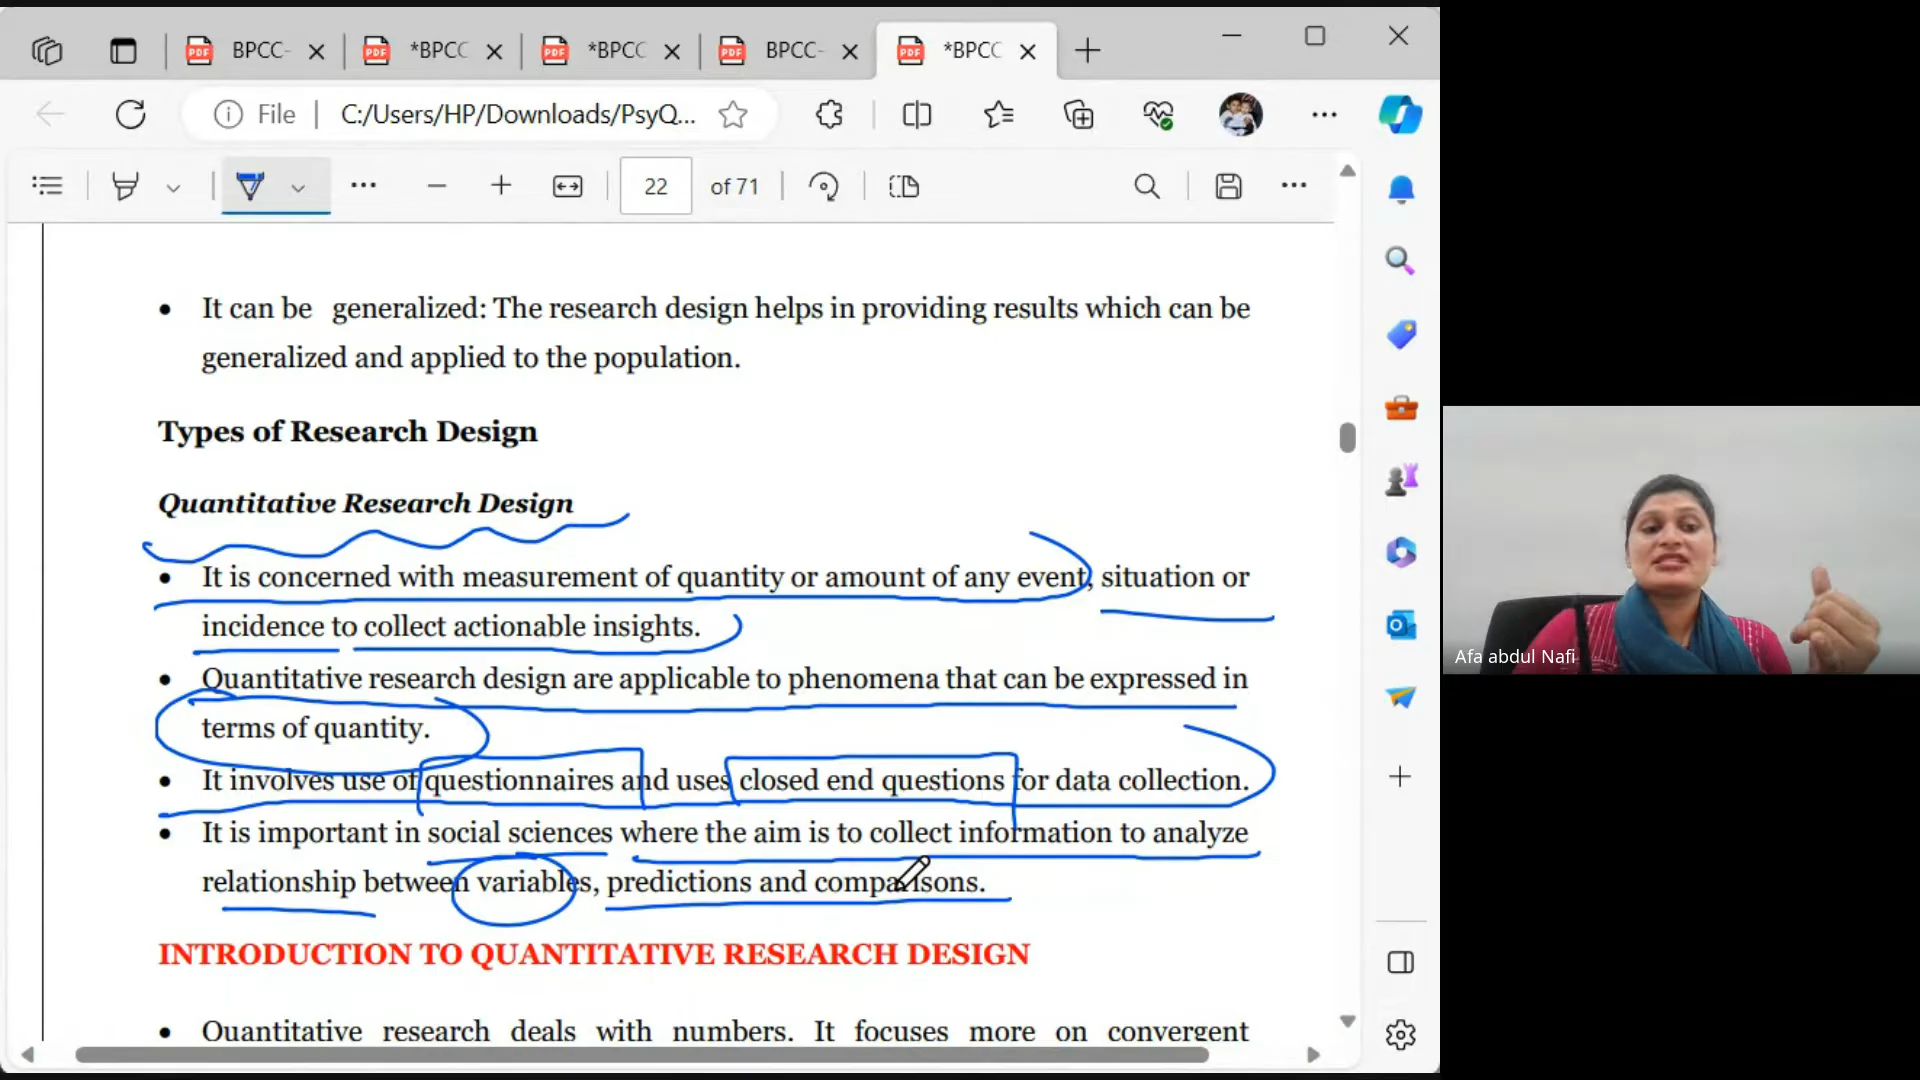 BPCC-
*BPCC
*BPCC
BPCC-
*BPCC
File
C:/Users/HP/Downloads/PsyQ...
22 of 71
• It can be generalized: The research design helps in providing results which can be
generalized and applied to the population.
Types of Research Design
Quantitative Research Design
• It is concerned with measurement of quantity or amount of any event, situation or
incidence to collect actionable insights.
• Quantitative research design are applicable to phenomena that can be expressed in
terms of quantity.
• It involves use of questionnaires and uses closed end questions for data collection.
• It is important in social sciences where the aim is to collect information to analyze
relationship between variables, predictions and comparisons.
INTRODUCTION TO QUANTITATIVE RESEARCH DESIGN
• Quantitative research deals with numbers. It focuses more on convergent
Afa abdul Nafi